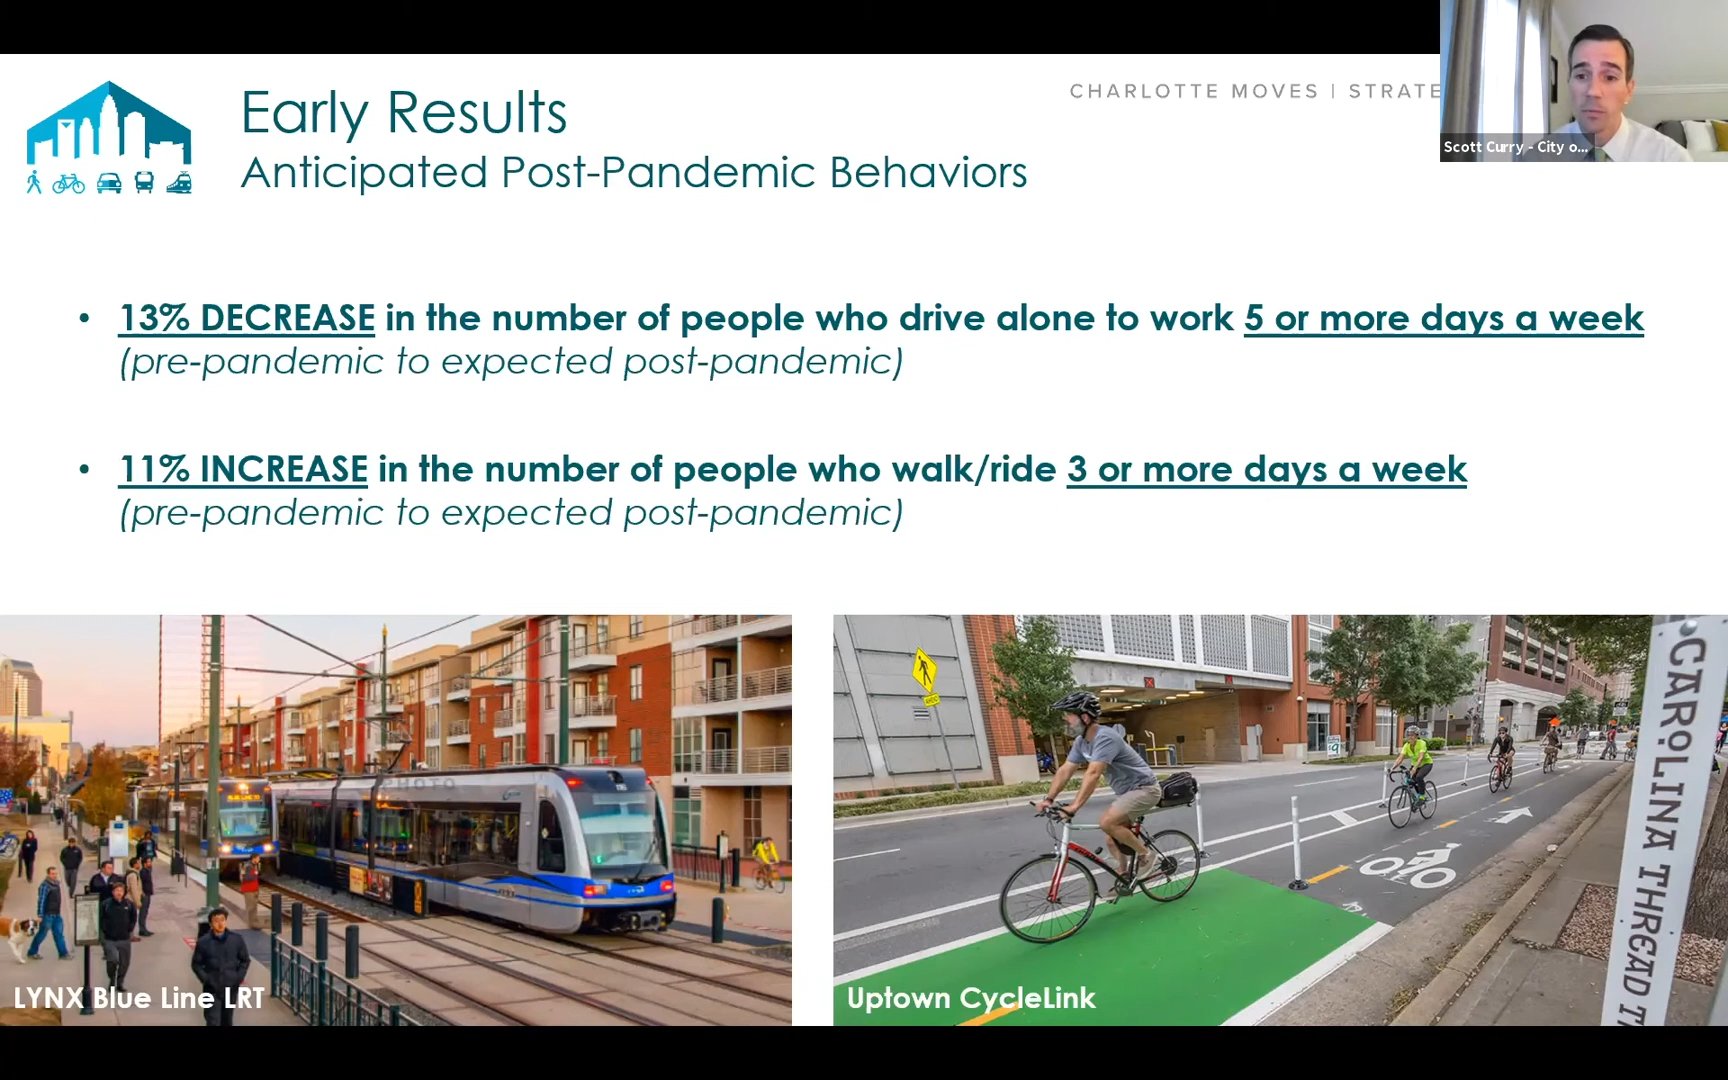 CHARLOTTE MOVES | STRATE
Scott Curry - City o...
Early Results
Anticipated Post-Pandemic Behaviors
• 13% DECREASE in the number of people who drive alone to work 5 or more days a week
(pre-pandemic to expected post-pandemic)
• 11% INCREASE in the number of people who walk/ride 3 or more days a week
(pre-pandemic to expected post-pandemic)
LYNX Blue Line LRT
Uptown CycleLink
CAROLINA THREAD T